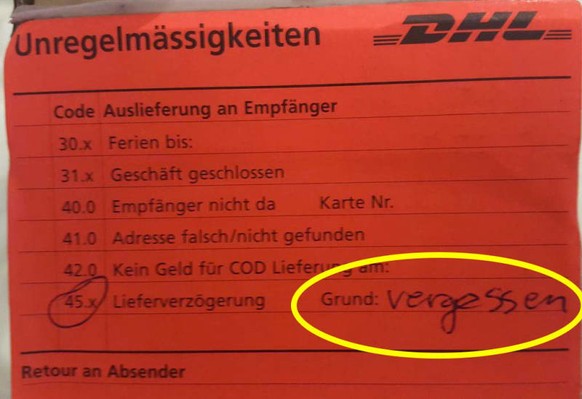 Unregelmässigkeiten DHL
Code Auslieferung an Empfänger
30.x Ferien bis:
31.x Geschäft geschlossen
40.0 Empfänger nicht da Karte Nr.
41.0 Adresse falsch/nicht gefunden
42.0 Kein Geld für COD Lieferung am:
45.x Lieferverzögerung Grund: vergessen
Retour an Absender